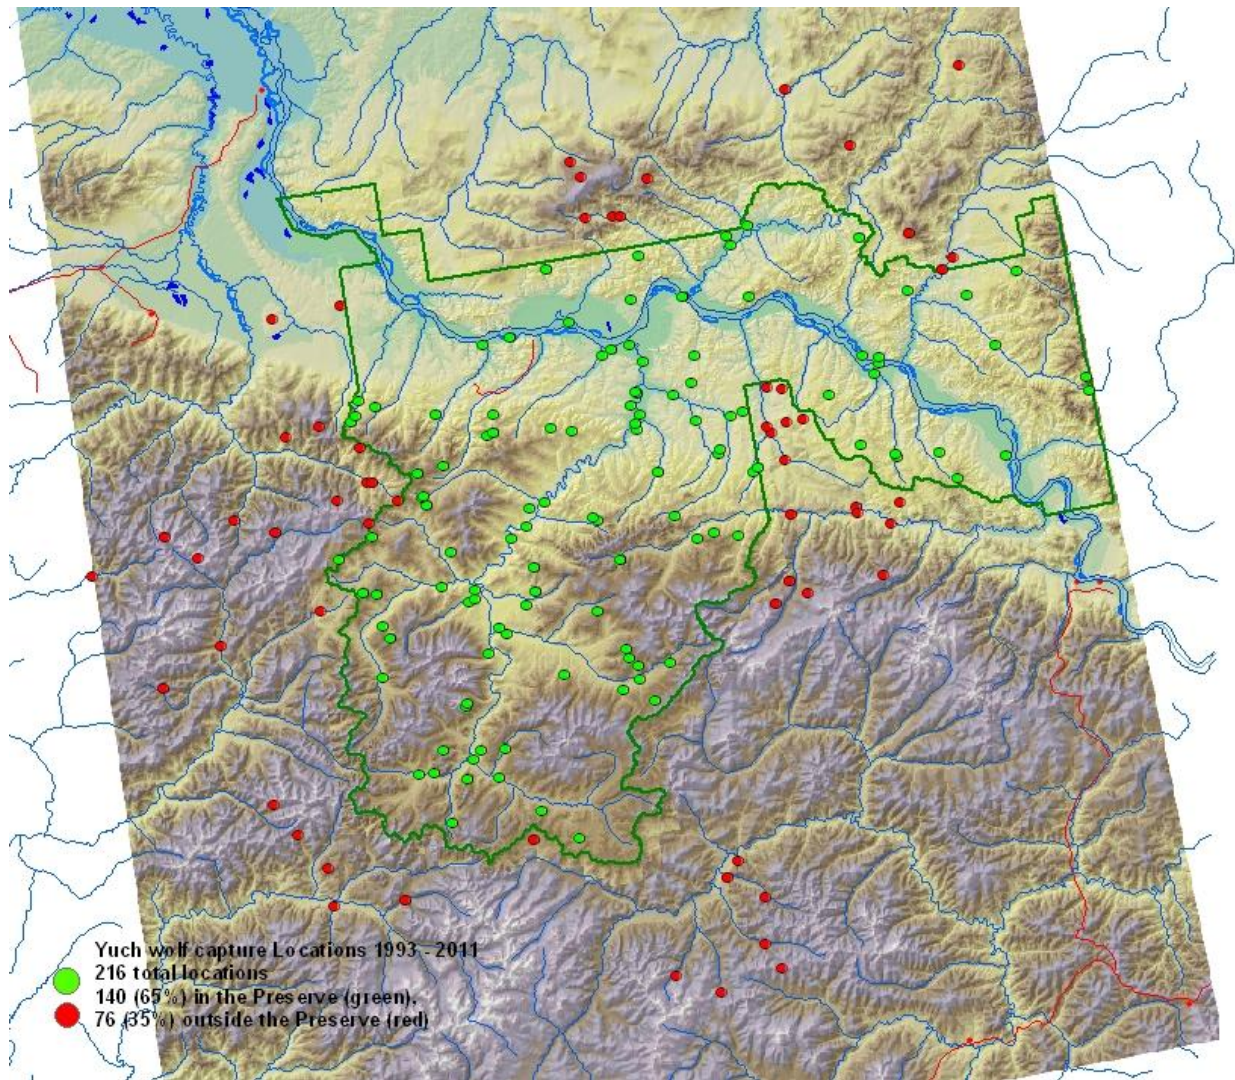 Yuch wolf capture Locations 1993 - 2011
216 total locations
140 (65%) in the Preserve (green).
76 (35%) outside the Preserve (red)